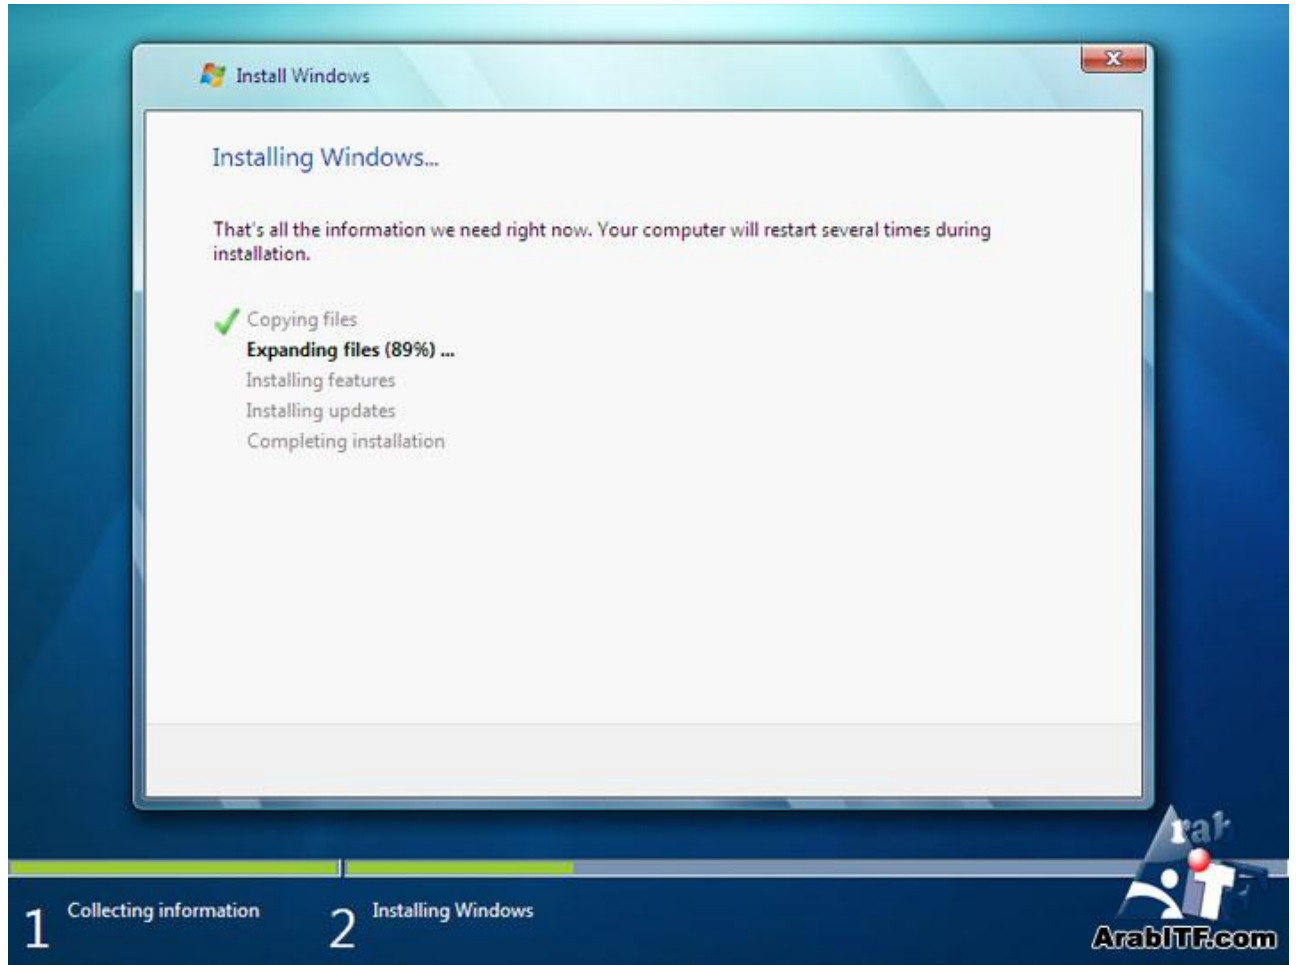 Install Windows
Installing Windows...
That's all the information we need right now. Your computer will restart several times during
installation.
Copying files
Expanding files (89%) ...
Installing features
Installing updates
Completing installation
1 Collecting information
2 Installing Windows
Arab
iTF
ArabITF.com